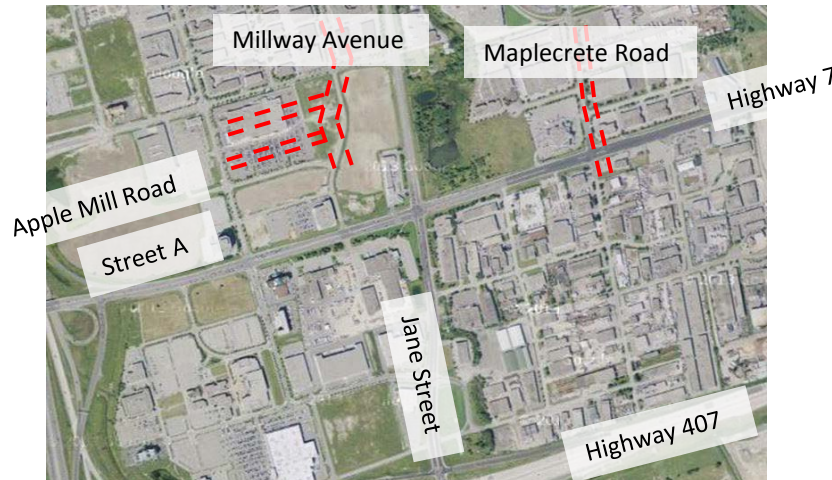 Millway Avenue
Maplecrete Road
Highway 7
Apple Mill Road
Street A
Jane Street
Highway 407